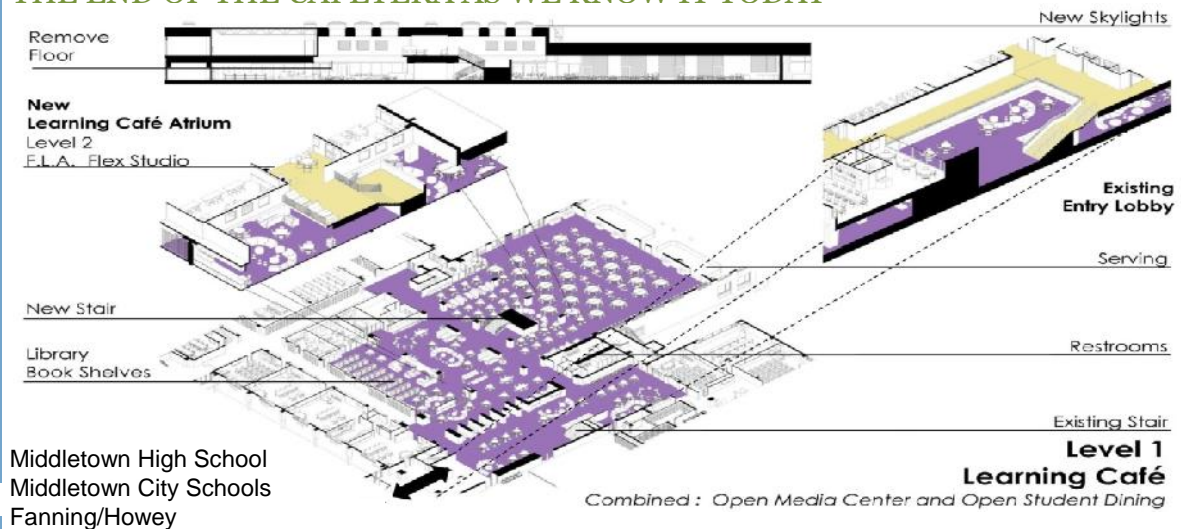 THE END OF THE CAFETERIA AS WE KNOW IT TODAY
New Skylights
Remove
Floor
New
Learning Café Atrium
Level 2
F.L.A. Flex Studio
Existing
Entry Lobby
Serving
New Stair
Restrooms
Library
Book Shelves
Existing Stair
Level 1
Learning Café
Combined : Open Media Center and Open Student Dining
Middletown High School
Middletown City Schools
Fanning/Howey